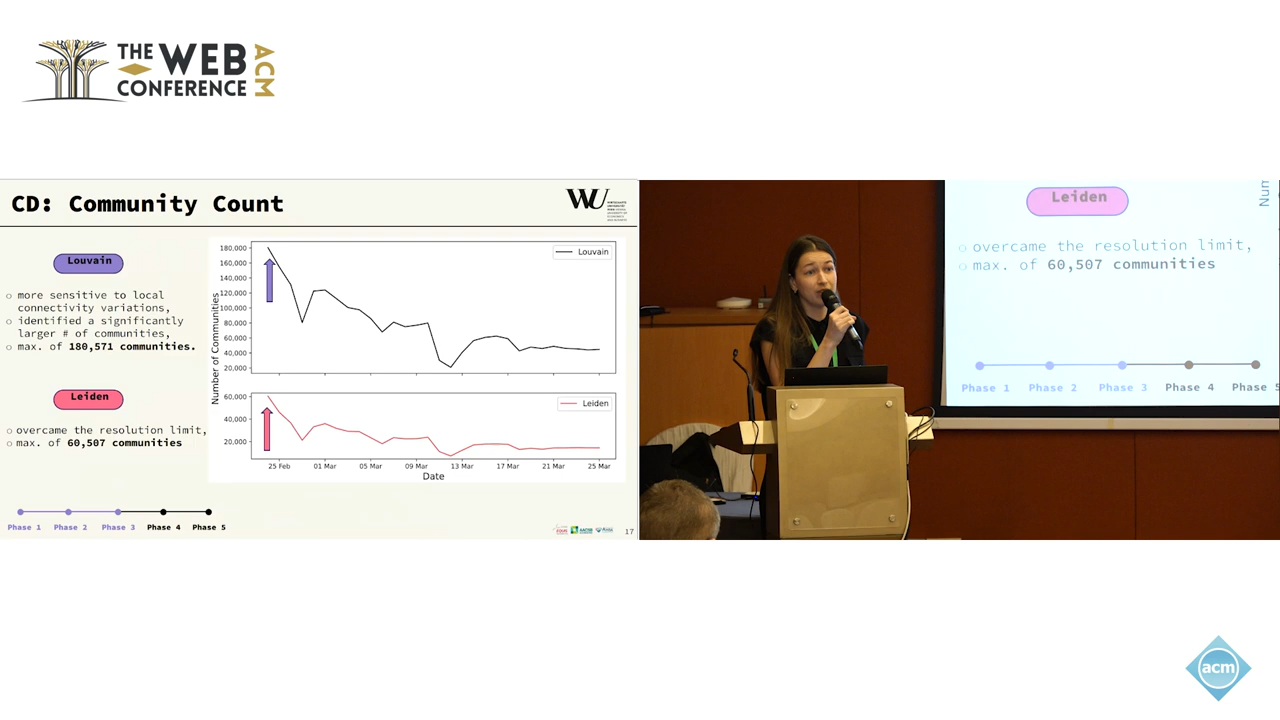 THE WEB
CONFERENCE
ACM
CD: Community Count
WU
Louvain
more sensitive to local
connectivity variations,
identified a significantly
larger # of communities,
max. of 180,571 communities.
Leiden
overcame the resolution limit,
max. of 60,507 communities
Number of Communities
180,000
160,000
140,000
120,000
100,000
80,000
60,000
40,000
20,000
Louvain
60,000
40,000
20,000
Leiden
25 Feb 01 Mar 05 Mar 09 Mar 13 Mar 17 Mar 21 Mar 25 Mar
Date
Phase 1 Phase 2 Phase 3 Phase 4 Phase 5
17
Leiden
overcame the resolution limit,
max. of 60,507 communities
Num
Phase 1 Phase 2 Phase 3 Phase 4 Phase 5
acm